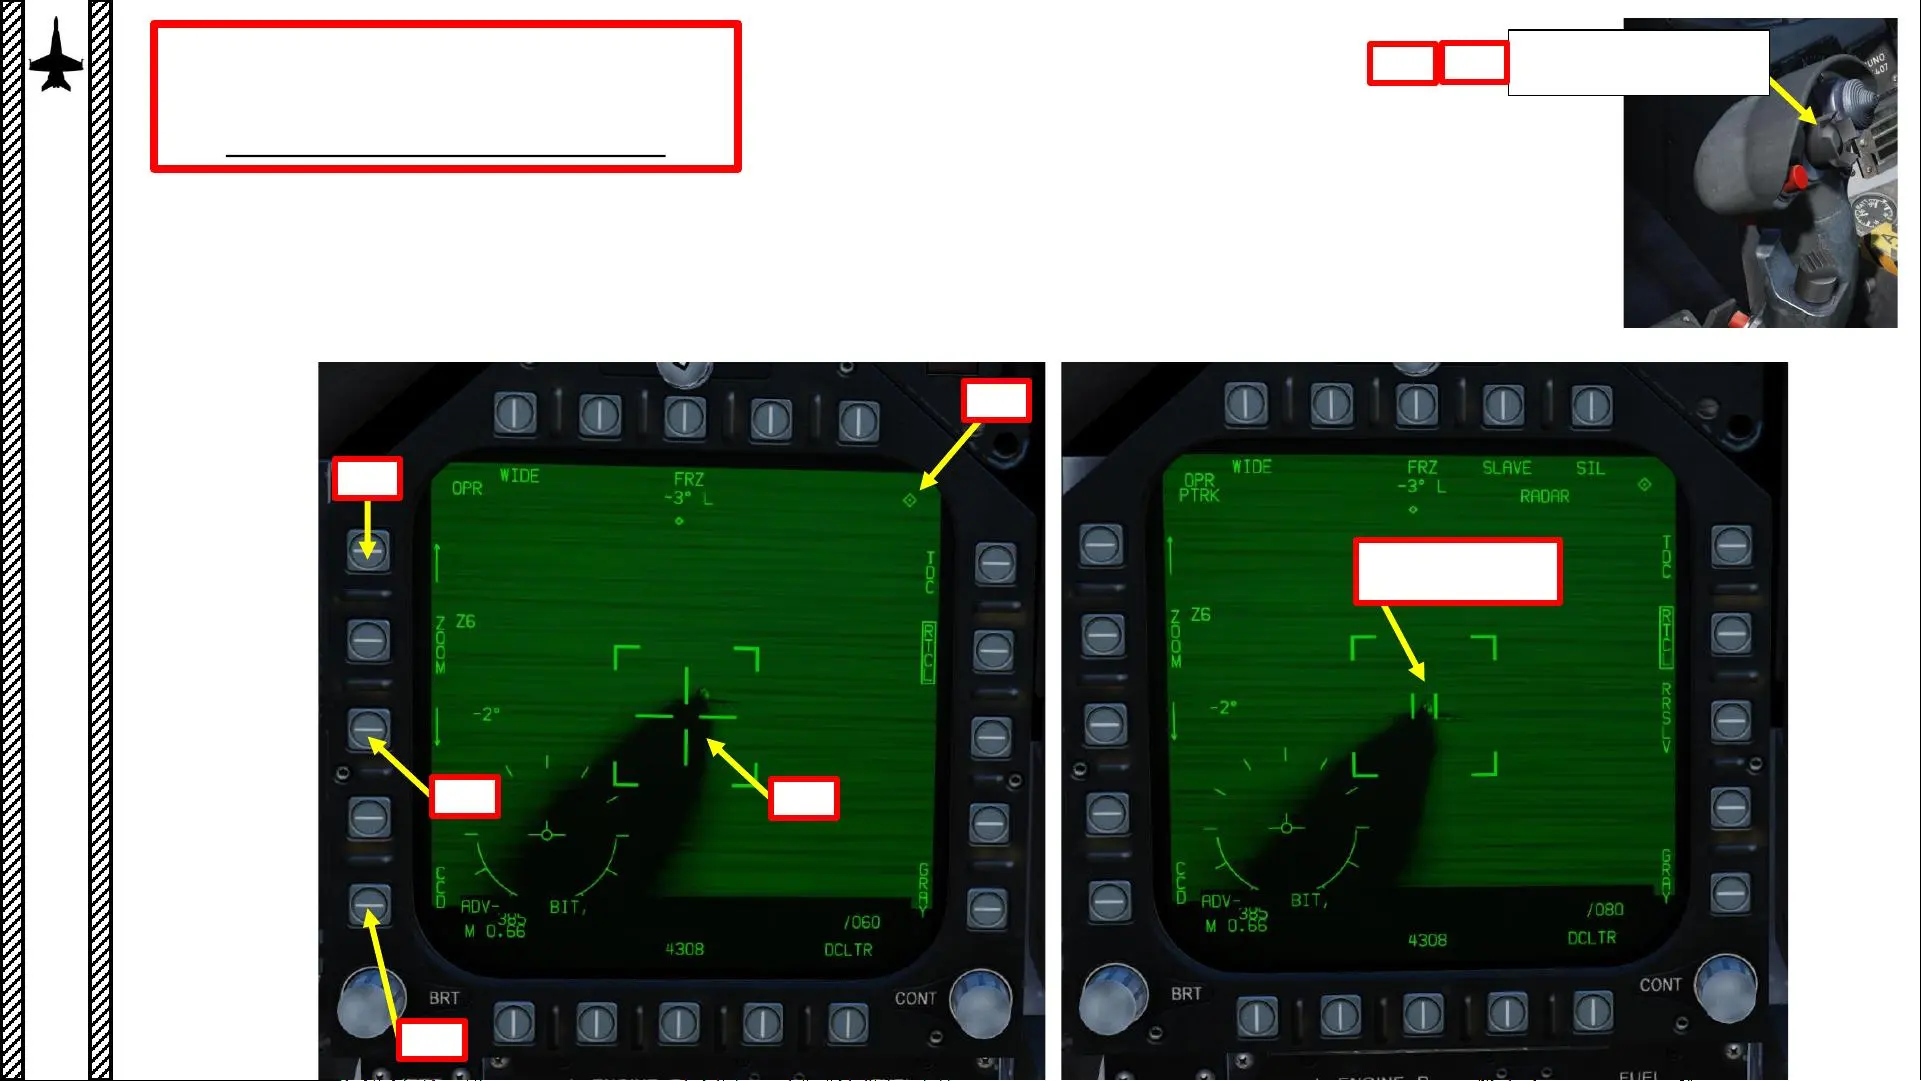 UNO
407
WIDE
FRZ
OPR
-3° L
TDC
Z6
ZOOM
RTCL
-2°
CCD
GRAY
ADV-
BIT,
385
M 0.66
/060
4308
DCLTR
BRT
CONT
WIDE
FRZ
SLAVE
SIL
OPR
-3° L
PTRK
RADAR
TDC
Z6
ZOOM
RTCL
RRSLV
-2°
CCD
GRAY
ADV-
BIT,
385
M 0.66
/080
4308
DCLTR
BRT
CONT
ENGINE
FUEL